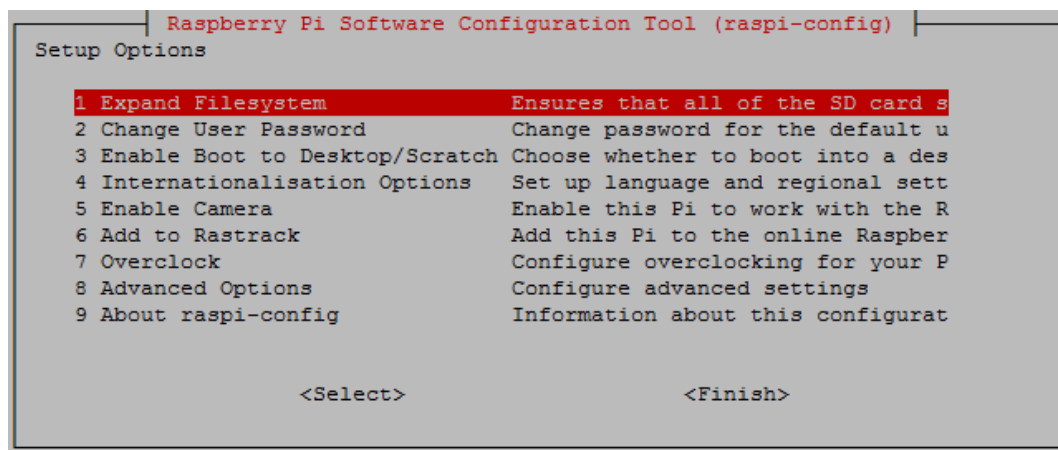 Raspberry Pi Software Configuration Tool (raspi-config)
Setup Options
1 Expand Filesystem Ensures that all of the SD card s
2 Change User Password Change password for the default u
3 Enable Boot to Desktop/Scratch Choose whether to boot into a des
4 Internationalisation Options Set up language and regional sett
5 Enable Camera Enable this Pi to work with the R
6 Add to Rastrack Add this Pi to the online Raspber
7 Overclock Configure overclocking for your P
8 Advanced Options Configure advanced settings
9 About raspi-config Information about this configurat
<Select> <Finish>